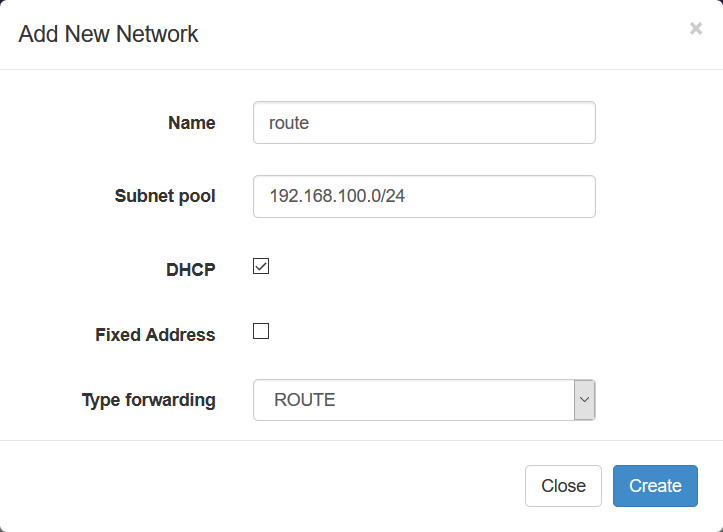 Add New Network
×
Name
route
Subnet pool
192.168.100.0/24
DHCP
Fixed Address
Type forwarding
ROUTE
Close
Create